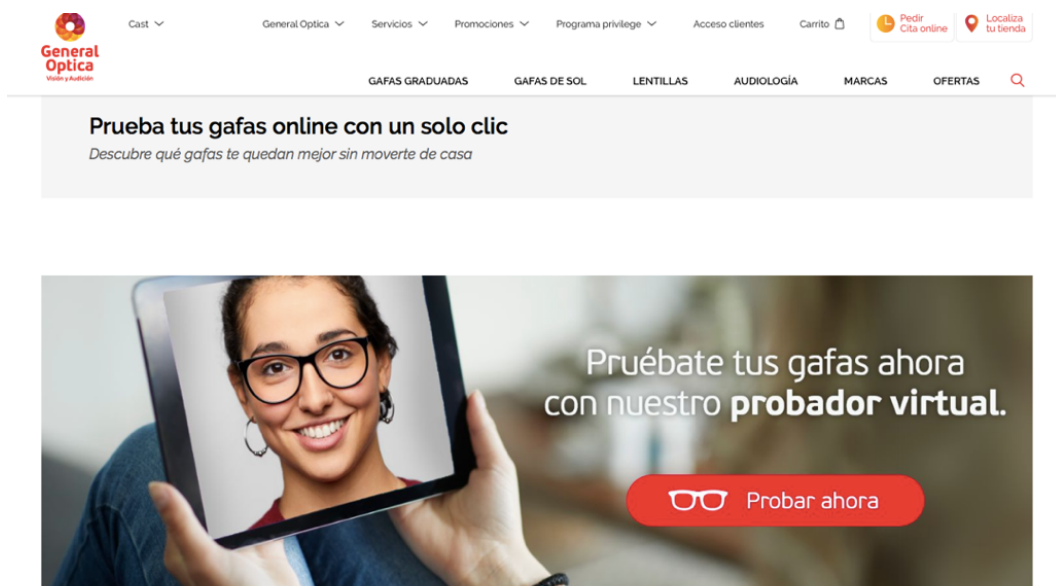 General
Optica
Visión y Audición
Cast
General Optica
Servicios
Promociones
Programa privilege
Acceso clientes
Carrito
Pedir
Cita online
Localiza
tu tienda
GAFAS GRADUADAS
GAFAS DE SOL
LENTILLAS
AUDIOLOGÍA
MARCAS
OFERTAS
Prueba tus gafas online con un solo clic
Descubre qué gafas te quedan mejor sin moverte de casa
Pruébate tus gafas ahora
con nuestro probador virtual.
Probar ahora